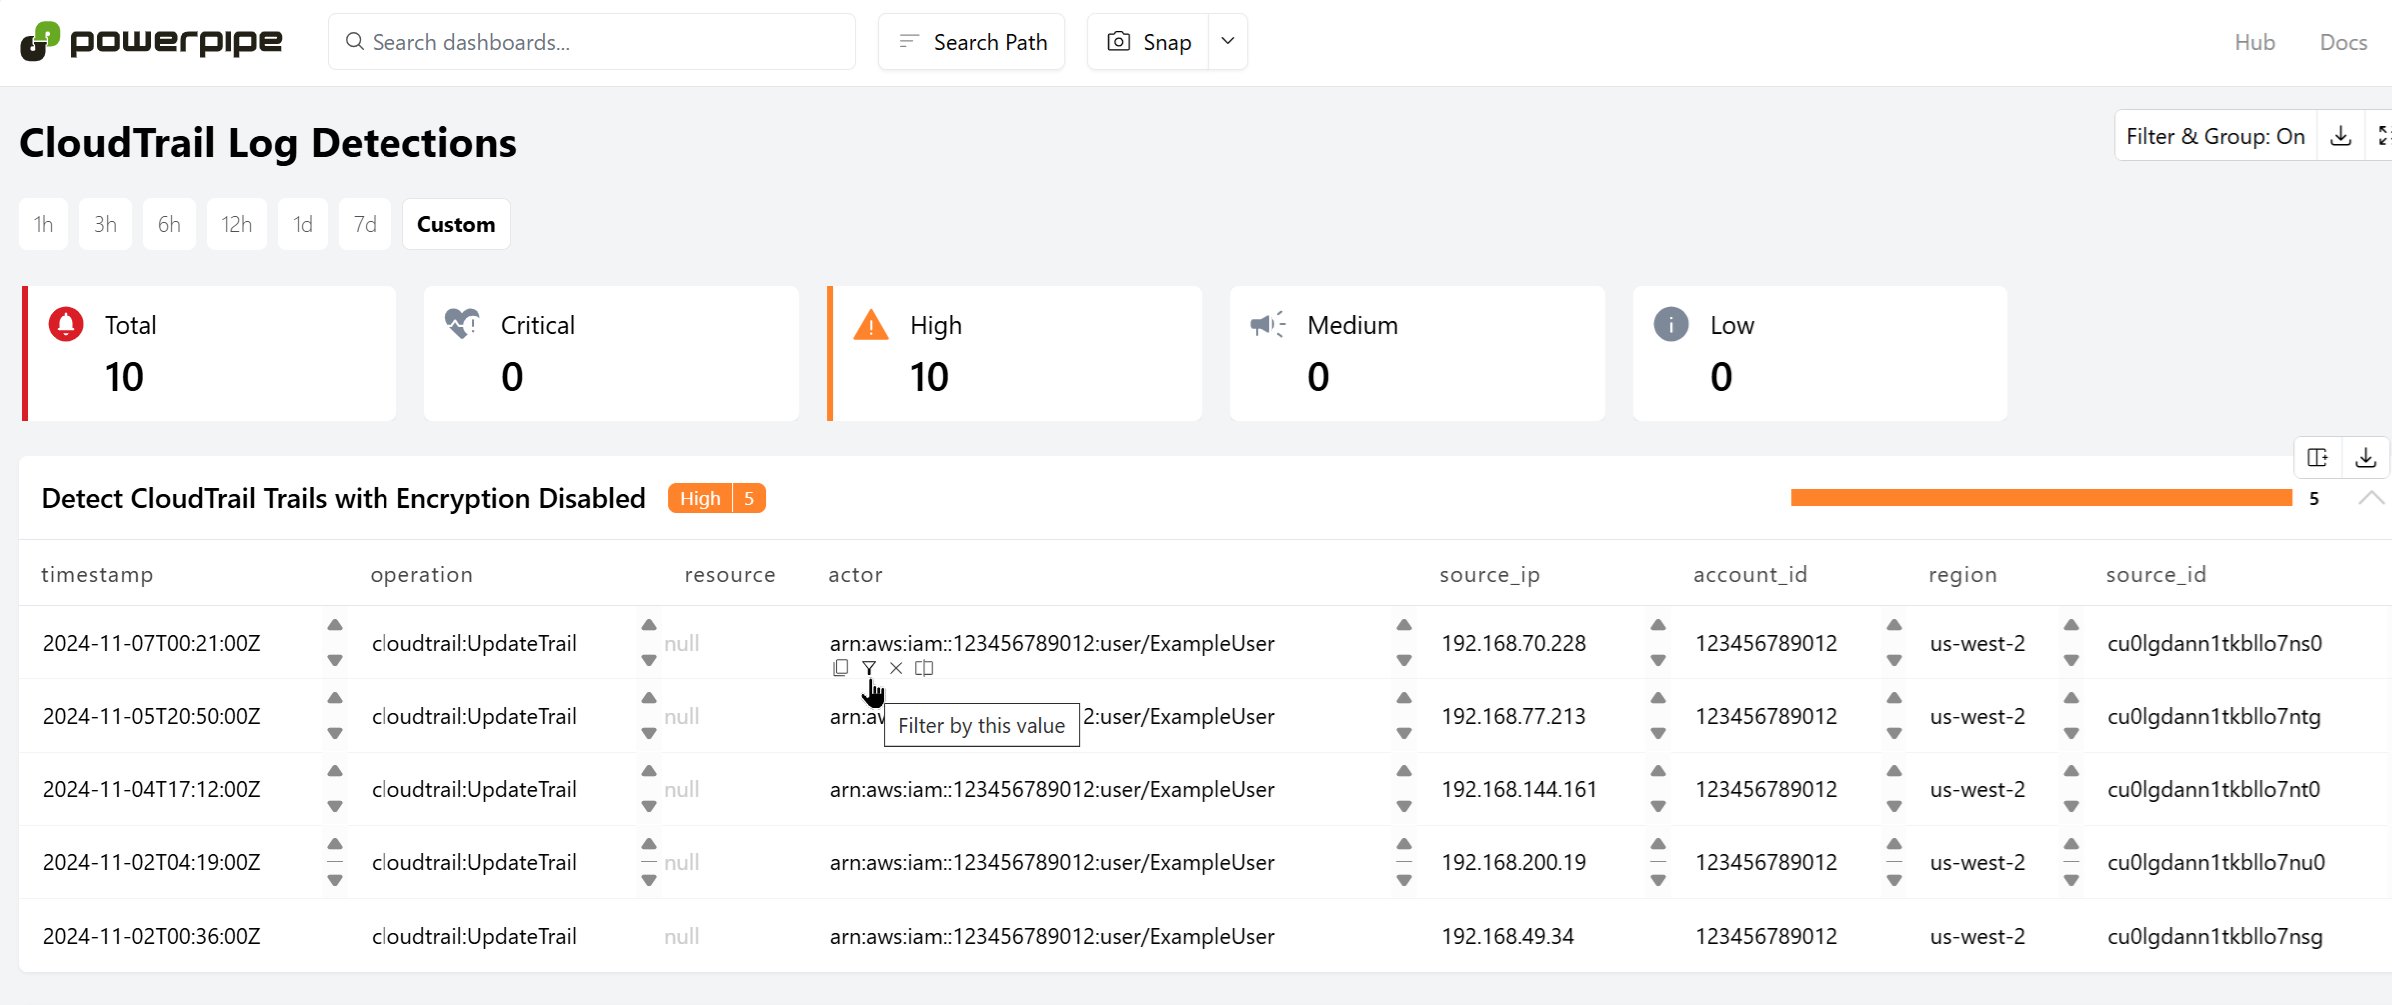 powerpipe
Search dashboards...
Search Path
Snap
Hub
Docs
CloudTrail Log Detections
Filter & Group: On
1h 3h 6h 12h 1d 7d Custom
Total
10
Critical
0
High
10
Medium
0
Low
0
Detect CloudTrail Trails with Encryption Disabled High 5 5
timestamp operation resource actor source_ip account_id region source_id
2024-11-07T00:21:00Z cloudtrail:UpdateTrail null arn:aws:iam::123456789012:user/ExampleUser 192.168.70.228 123456789012 us-west-2 cu0lgdann1tkbllo7ns0
2024-11-05T20:50:00Z cloudtrail:UpdateTrail null arn:aw 2:user/ExampleUser 192.168.77.213 123456789012 us-west-2 cu0lgdann1tkbllo7ntg
Filter by this value
2024-11-04T17:12:00Z cloudtrail:UpdateTrail null arn:aws:iam::123456789012:user/ExampleUser 192.168.144.161 123456789012 us-west-2 cu0lgdann1tkbllo7nt0
2024-11-02T04:19:00Z cloudtrail:UpdateTrail null arn:aws:iam::123456789012:user/ExampleUser 192.168.200.19 123456789012 us-west-2 cu0lgdann1tkbllo7nu0
2024-11-02T00:36:00Z cloudtrail:UpdateTrail null arn:aws:iam::123456789012:user/ExampleUser 192.168.49.34 123456789012 us-west-2 cu0lgdann1tkbllo7nsg